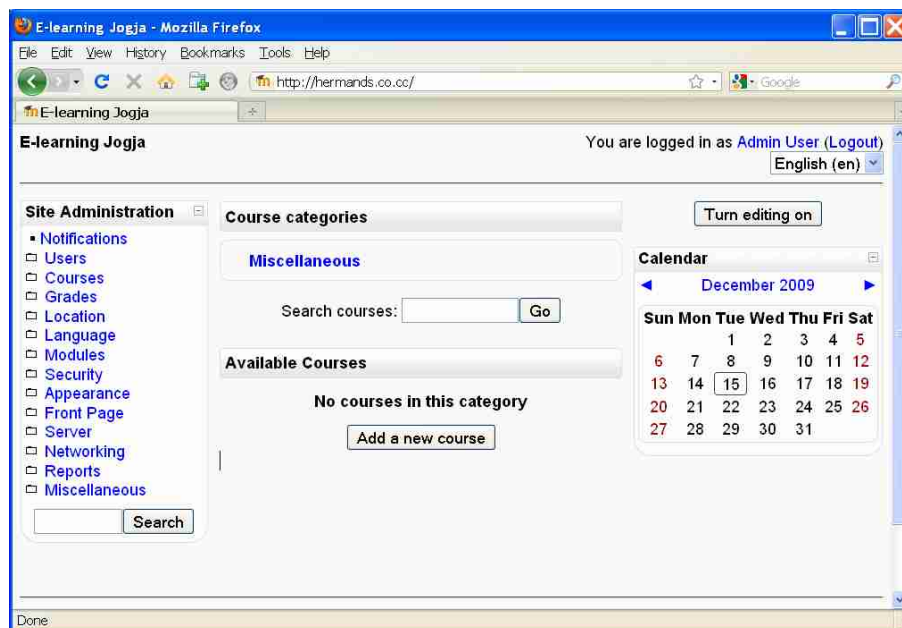 E-learning Jogja - Mozilla Firefox
File Edit View History Bookmarks Tools Help
http://hermands.co.cc/
Google
E-learning Jogja
E-learning Jogja
You are logged in as Admin User (Logout)
English (en)
Site Administration
Notifications
Users
Courses
Grades
Location
Language
Modules
Security
Appearance
Front Page
Server
Networking
Reports
Miscellaneous
Search
Course categories
Miscellaneous
Search courses: Go
Available Courses
No courses in this category
Add a new course
Turn editing on
Calendar
◄ December 2009 ►
Sun Mon Tue Wed Thu Fri Sat
1 2 3 4 5
6 7 8 9 10 11 12
13 14 15 16 17 18 19
20 21 22 23 24 25 26
27 28 29 30 31
Done